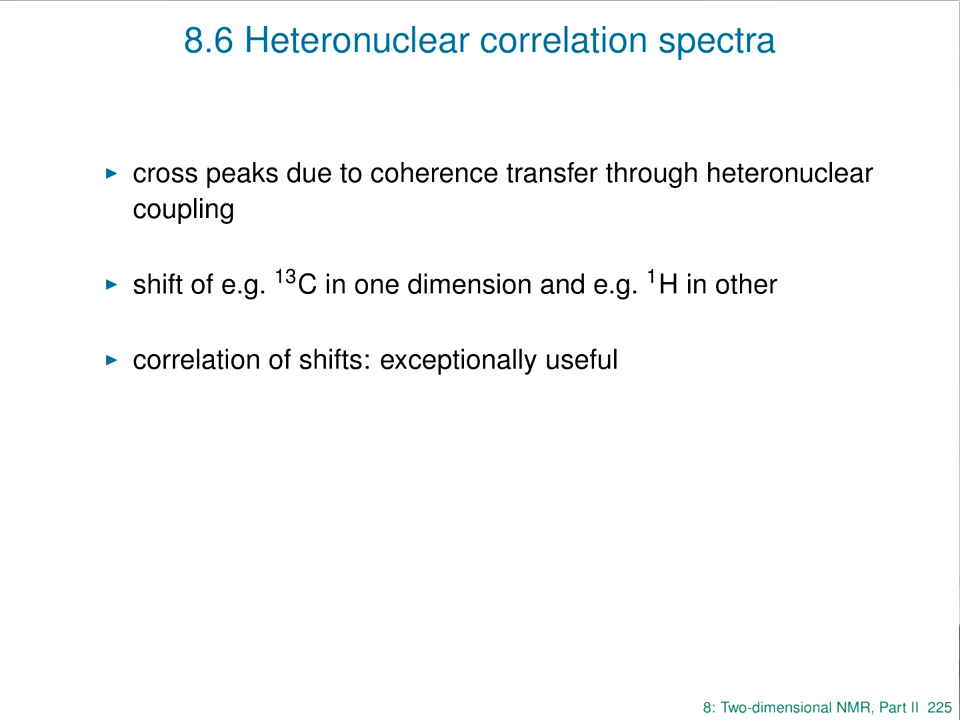 8.6 Heteronuclear correlation spectra
▶ cross peaks due to coherence transfer through heteronuclear
coupling
▶ shift of e.g. ¹³C in one dimension and e.g. ¹H in other
▶ correlation of shifts: exceptionally useful
8: Two-dimensional NMR, Part II 225